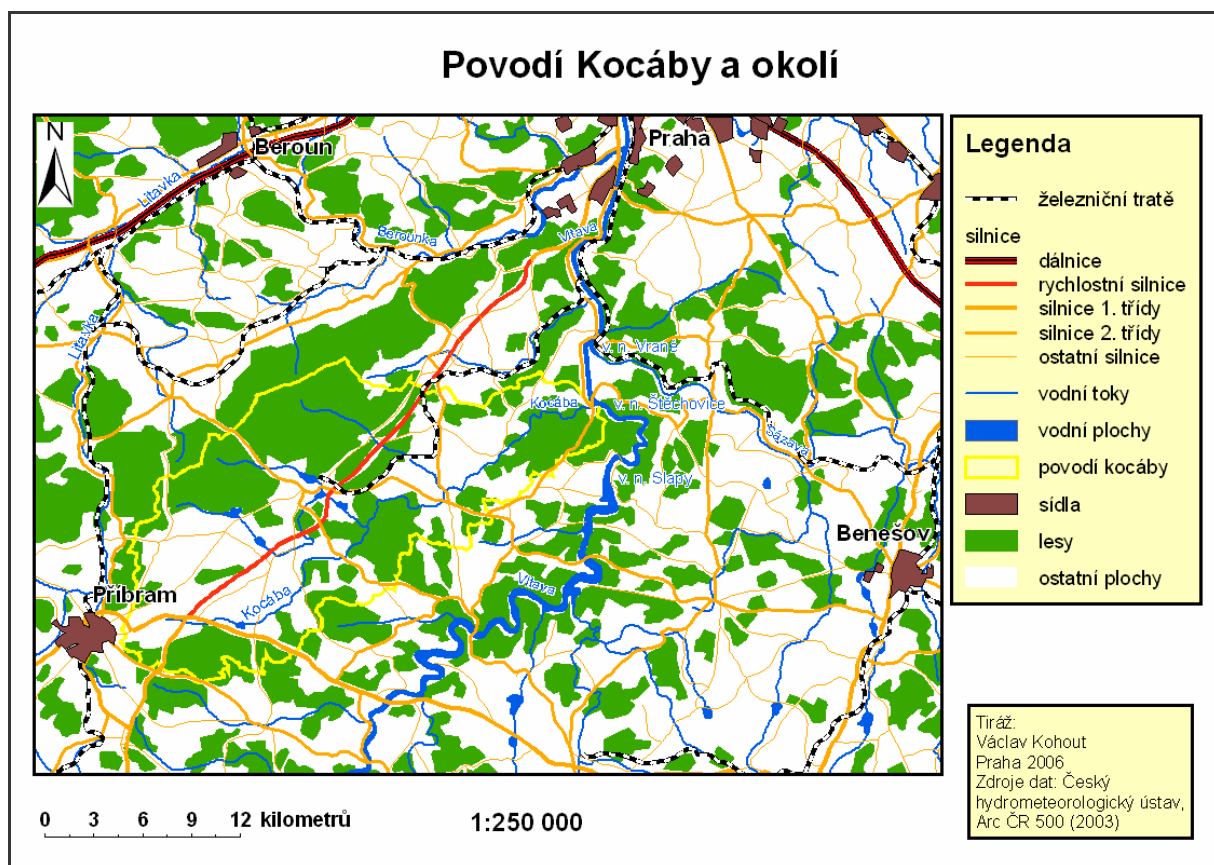 Povodí Kocáby a okolí
N
Beroun
Praha
Litavka
Berounka
Vltava
Litavka
v. n. Vrané
Kocába
v. n. Štěchovice
Sázava
v. n. Slapy
Benešov
Vltava
Příbram
Kocába
Legenda
železniční tratě
silnice
dálnice
rychlostní silnice
silnice 1. třídy
silnice 2. třídy
ostatní silnice
vodní toky
vodní plochy
povodí kocáby
sídla
lesy
ostatní plochy
Tiráž:
Václav Kohout
Praha 2006
Zdroje dat: Český
hydrometeorologický ústav,
Arc ČR 500 (2003)
0 3 6 9 12 kilometrů
1:250 000